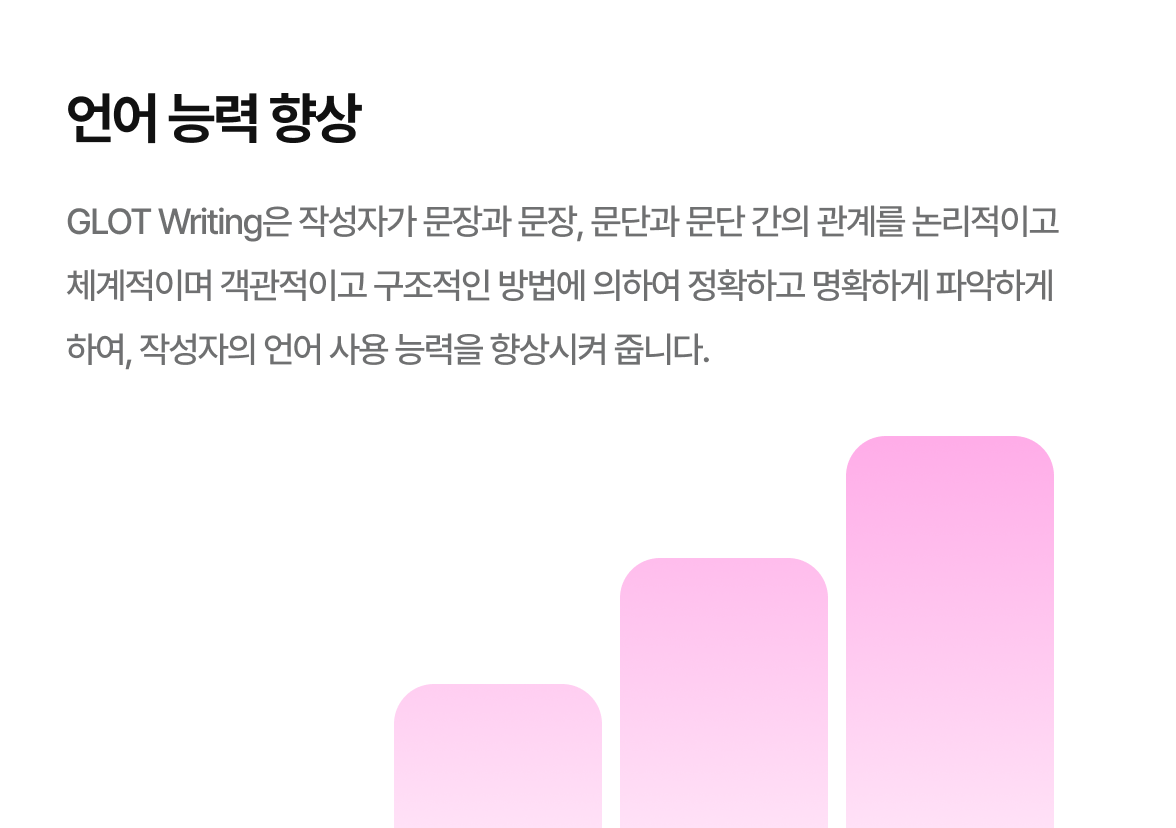 언어 능력 향상
GLOT Writing은 작성자가 문장과 문장, 문단과 문단 간의 관계를 논리적이고
체계적이며 객관적이고 구조적인 방법에 의하여 정확하고 명확하게 파악하게
하여, 작성자의 언어 사용 능력을 향상시켜 줍니다.